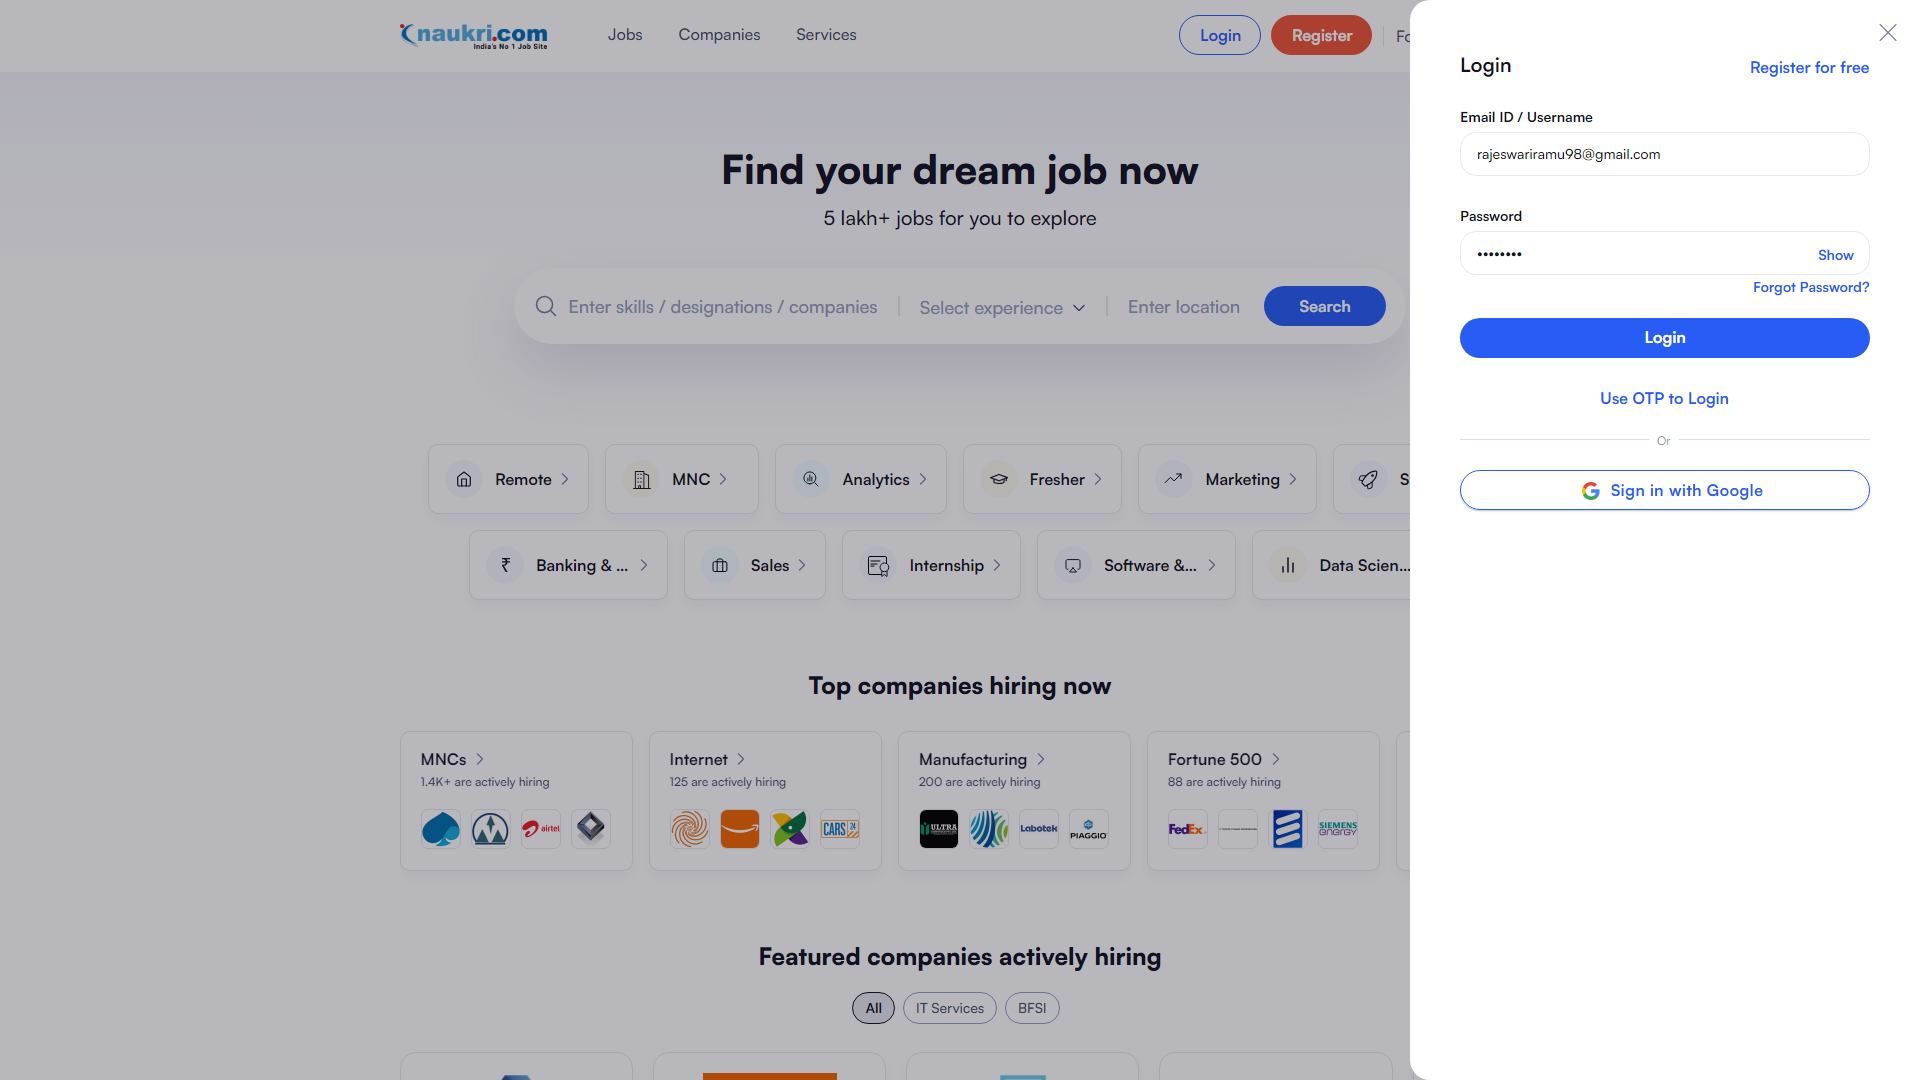 naukri.com
India's No 1 Job Site
Jobs
Companies
Services
Login
Register
Fo
Find your dream job now
5 lakh+ jobs for you to explore
Enter skills / designations / companies
Select experience
Enter location
Search
Remote
MNC
Analytics
Fresher
Marketing
S
Banking & ...
Sales
Internship
Software &...
Data Scien...
Top companies hiring now
MNCs
1.4K+ are actively hiring
airtel
Internet
125 are actively hiring
CARS 24
Manufacturing
200 are actively hiring
ULTRA
Labotek
PIAGGIO
Fortune 500
88 are actively hiring
FedEx
SIEMENS
energy
Featured companies actively hiring
All
IT Services
BFSI
Login
Register for free
Email ID / Username
rajeswariramu98@gmail.com
Password
••••••••
Show
Forgot Password?
Login
Use OTP to Login
Or
Sign in with Google